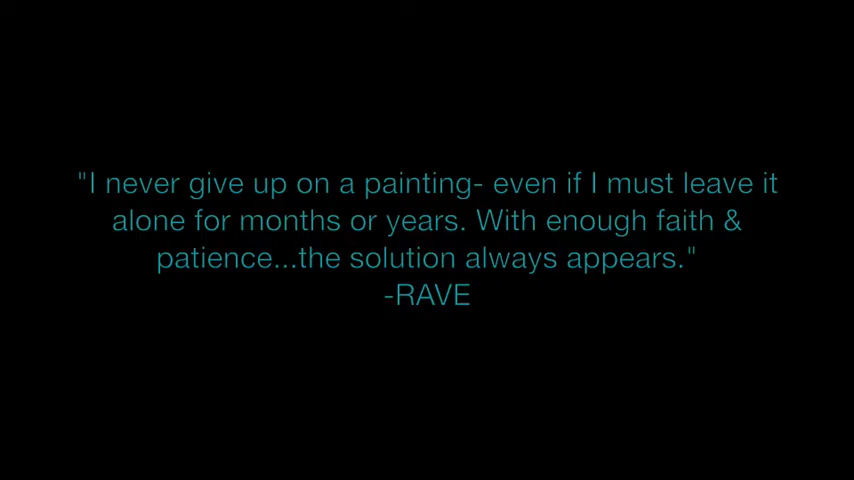 "I never give up on a painting- even if I must leave it
alone for months or years. With enough faith &
patience...the solution always appears."
-RAVE